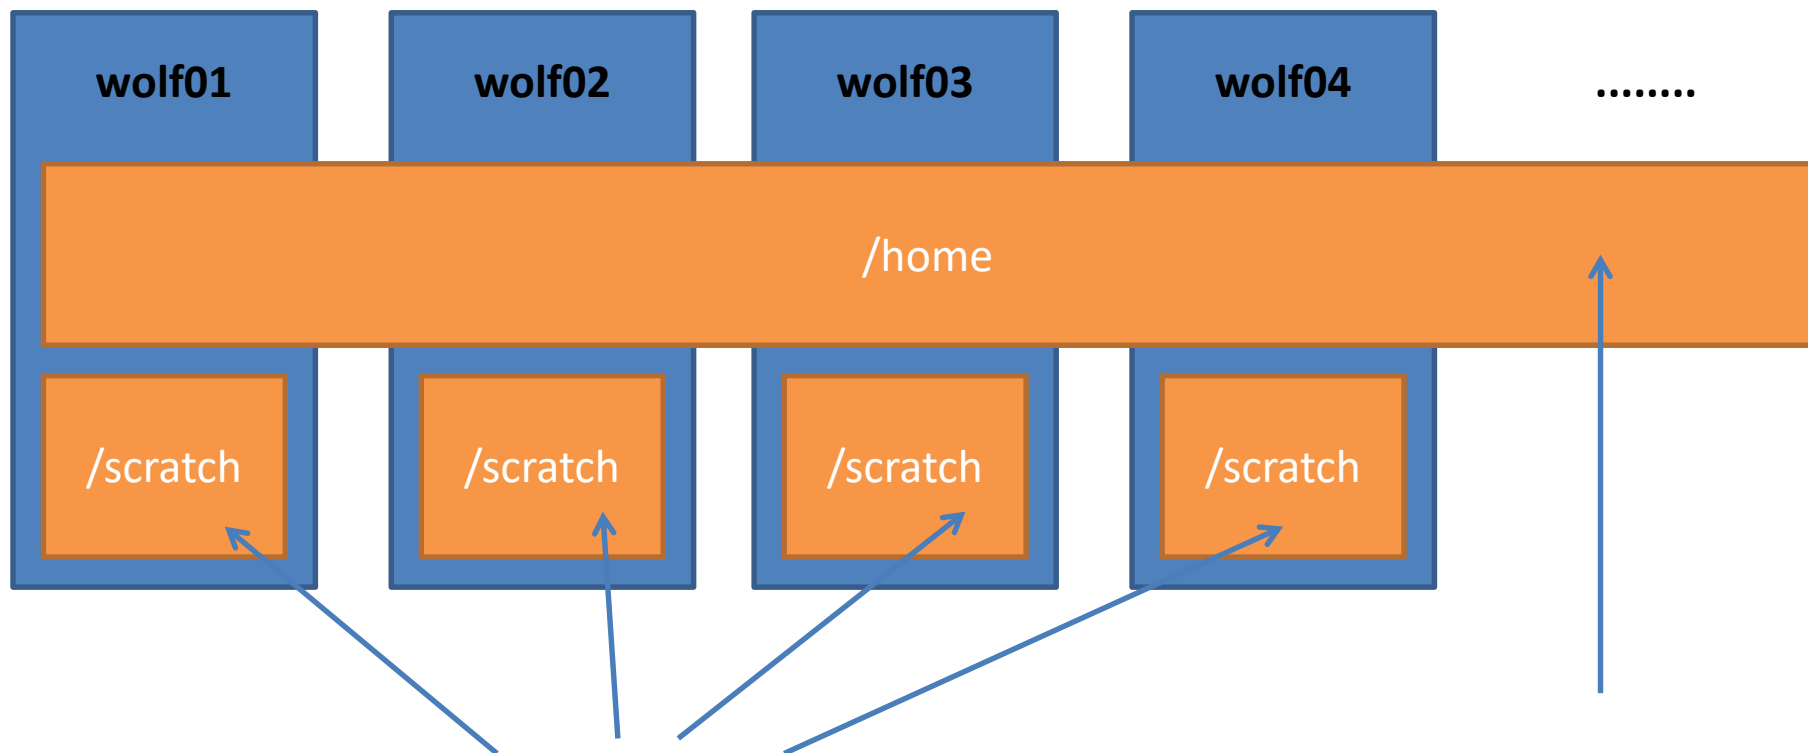 wolf01 wolf02 wolf03 wolf04 ........
/home
/scratch /scratch /scratch /scratch